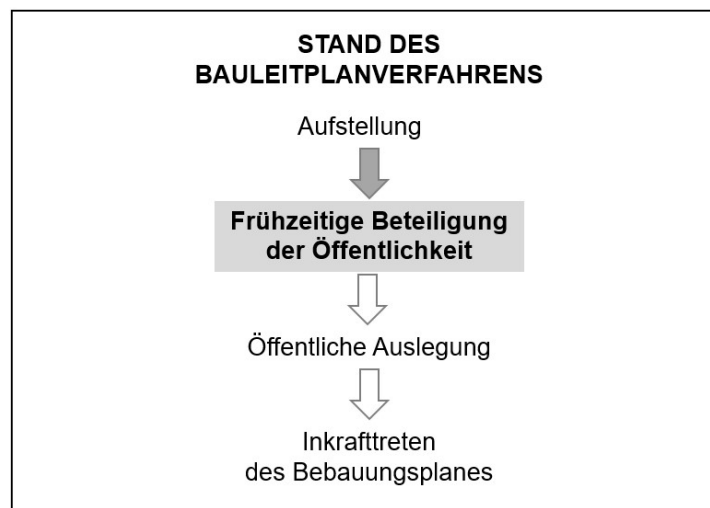 STAND DES
BAULEITPLANVERFAHRENS
Aufstellung
Frühzeitige Beteiligung
der Öffentlichkeit
Öffentliche Auslegung
Inkrafttreten
des Bebauungsplanes